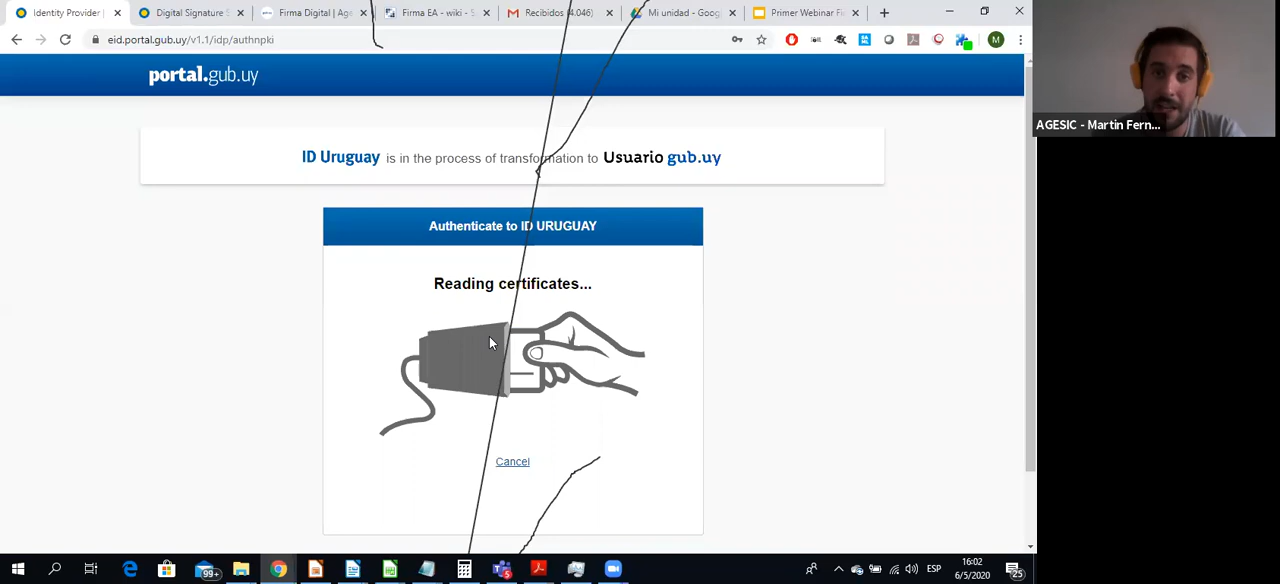 Identity Provider |
Digital Signature S
Firma Digital | Age
Firma EA - wiki - S
Recibidos (4.046)
Mi unidad - Goog
Primer Webinar Fi
eid.portal.gub.uy/v1.1/idp/authnpki
M
portal.gub.uy
AGESIC - Martin Fern...
ID Uruguay is in the process of transformation to Usuario gub.uy
Authenticate to ID URUGUAY
Reading certificates...
Cancel
99+
5
ESP
16:02
6/5/2020
25